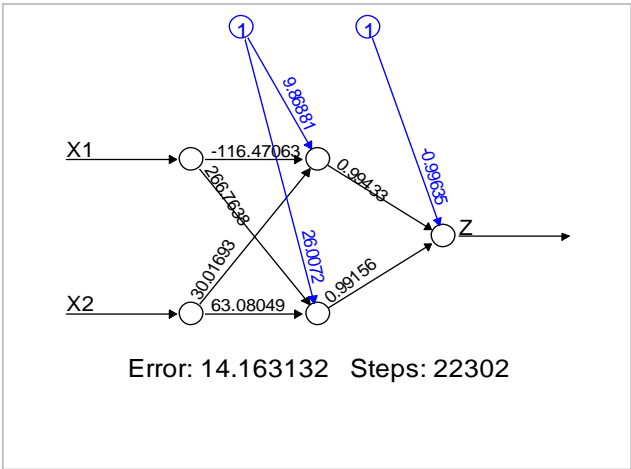 1 1
9.86881
-0.99635
X1
-116.47063
0.99433
266.7638
Z
26.0072
30.01693
0.99156
X2
63.08049
Error: 14.163132 Steps: 22302